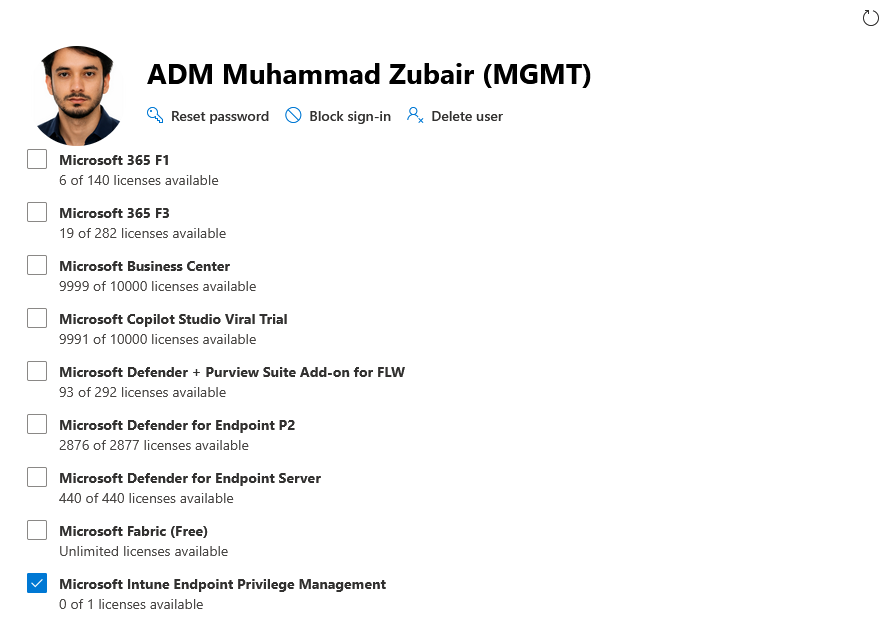 ADM Muhammad Zubair (MGMT)
Reset password Block sign-in Delete user
Microsoft 365 F1
6 of 140 licenses available
Microsoft 365 F3
19 of 282 licenses available
Microsoft Business Center
9999 of 10000 licenses available
Microsoft Copilot Studio Viral Trial
9991 of 10000 licenses available
Microsoft Defender + Purview Suite Add-on for FLW
93 of 292 licenses available
Microsoft Defender for Endpoint P2
2876 of 2877 licenses available
Microsoft Defender for Endpoint Server
440 of 440 licenses available
Microsoft Fabric (Free)
Unlimited licenses available
Microsoft Intune Endpoint Privilege Management
0 of 1 licenses available